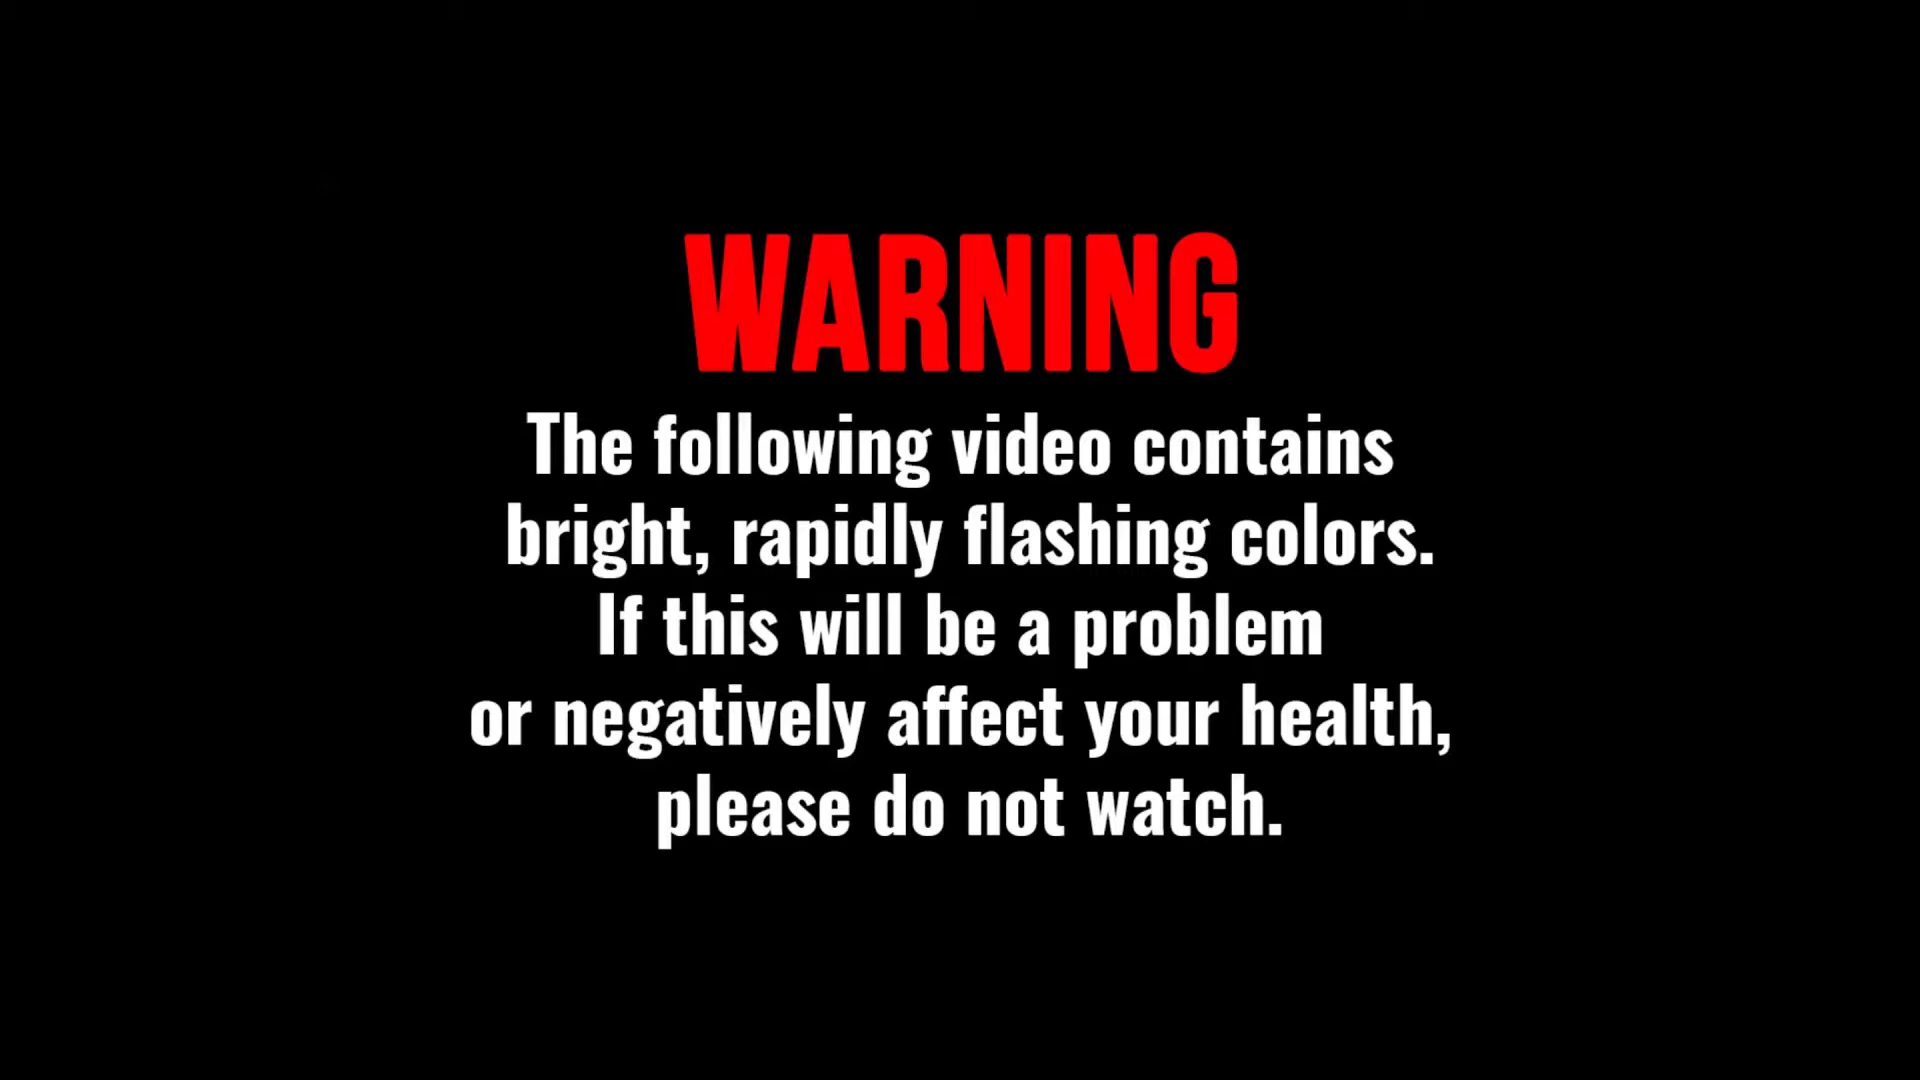 WARNING
The following video contains
bright, rapidly flashing colors.
If this will be a problem
or negatively affect your health,
please do not watch.